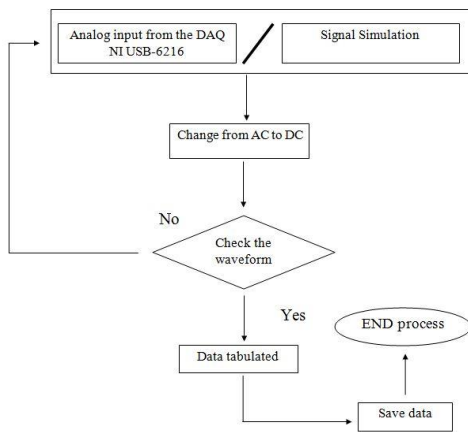 Analog input from the DAQ
NI USB-6216
Signal Simulation
Change from AC to DC
No
Check the
waveform
Yes
END process
Data tabulated
Save data